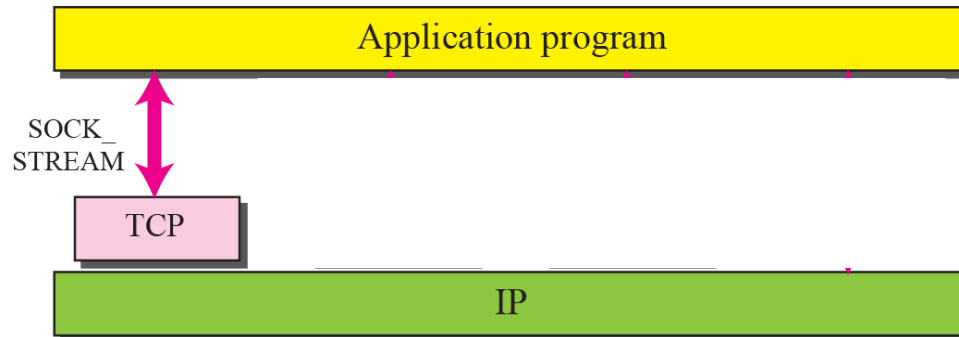 Application program
SOCK_
STREAM
TCP
IP